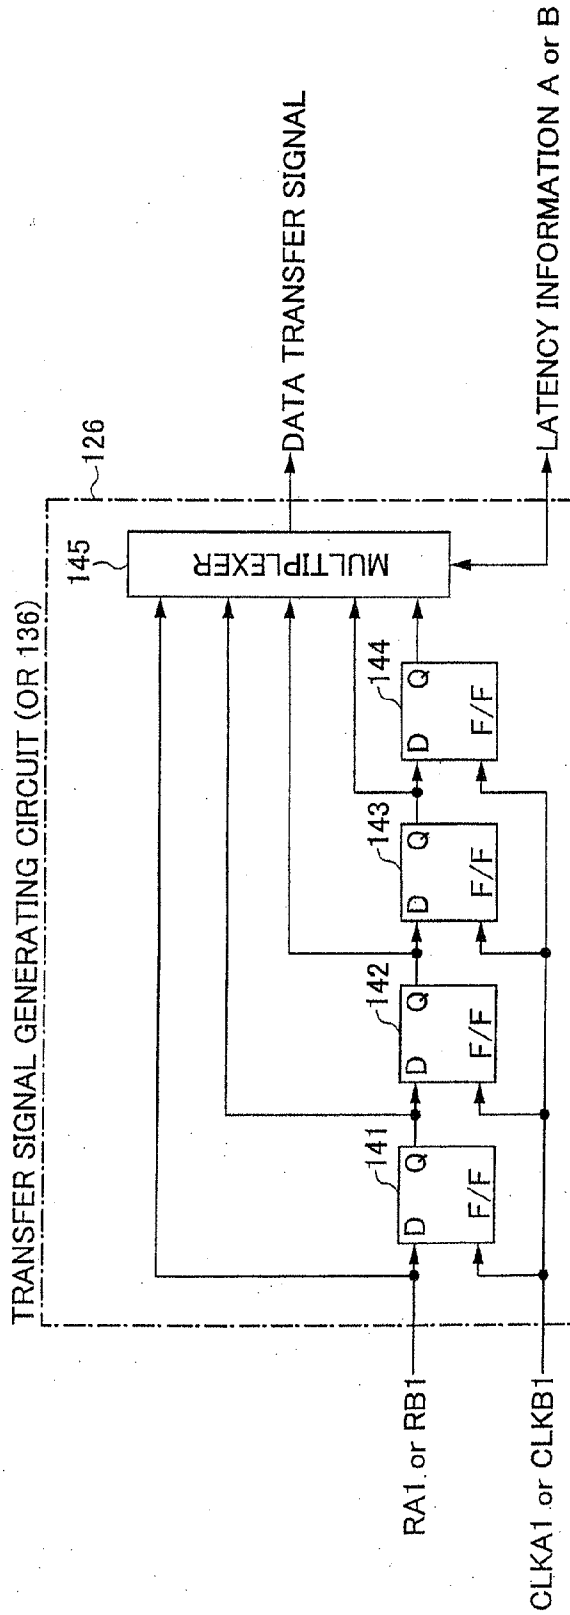 TRANSFER SIGNAL GENERATING CIRCUIT (OR 136)
126
145
MULTIPLEXER
DATA TRANSFER SIGNAL
144
D Q
F/F
143
D Q
F/F
142
D Q
F/F
141
D Q
F/F
RA1 or RB1
CLKA1 or CLKB1
LATENCY INFORMATION A or B